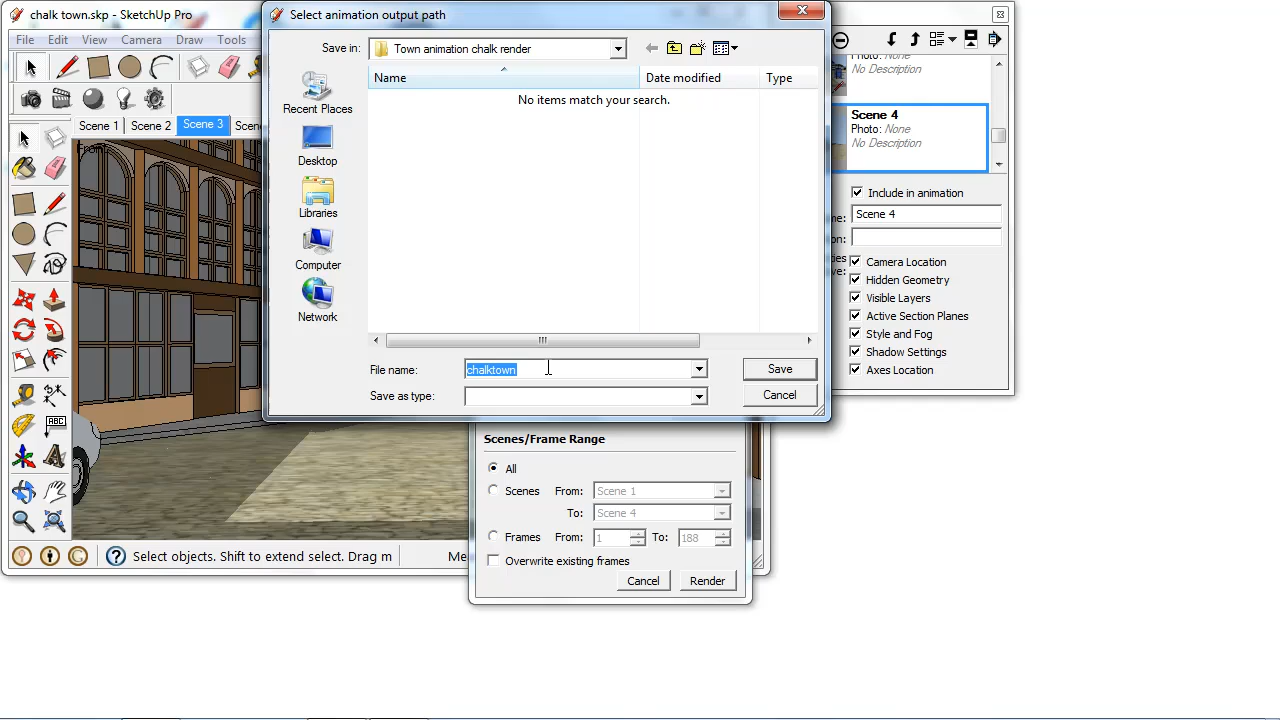 chalk town.skp - SketchUp Pro
Select animation output path
File Edit View Camera Draw Tools
Save in: Town animation chalk render
Name Date modified Type
No items match your search.
Recent Places
Desktop
Libraries
Computer
Network
Scene 1 Scene 2 Scene 3
File name: chalktown Save
Save as type: Cancel
Photo: None
No Description
Scene 4
Photo: None
No Description
Include in animation
Scene 4
Camera Location
Hidden Geometry
Visible Layers
Active Section Planes
Style and Fog
Shadow Settings
Axes Location
ABC
Scenes/Frame Range
All
Scenes From: Scene 1
To: Scene 4
Frames From: 1 To: 188
Overwrite existing frames
Cancel Render
Select objects. Shift to extend select. Drag m